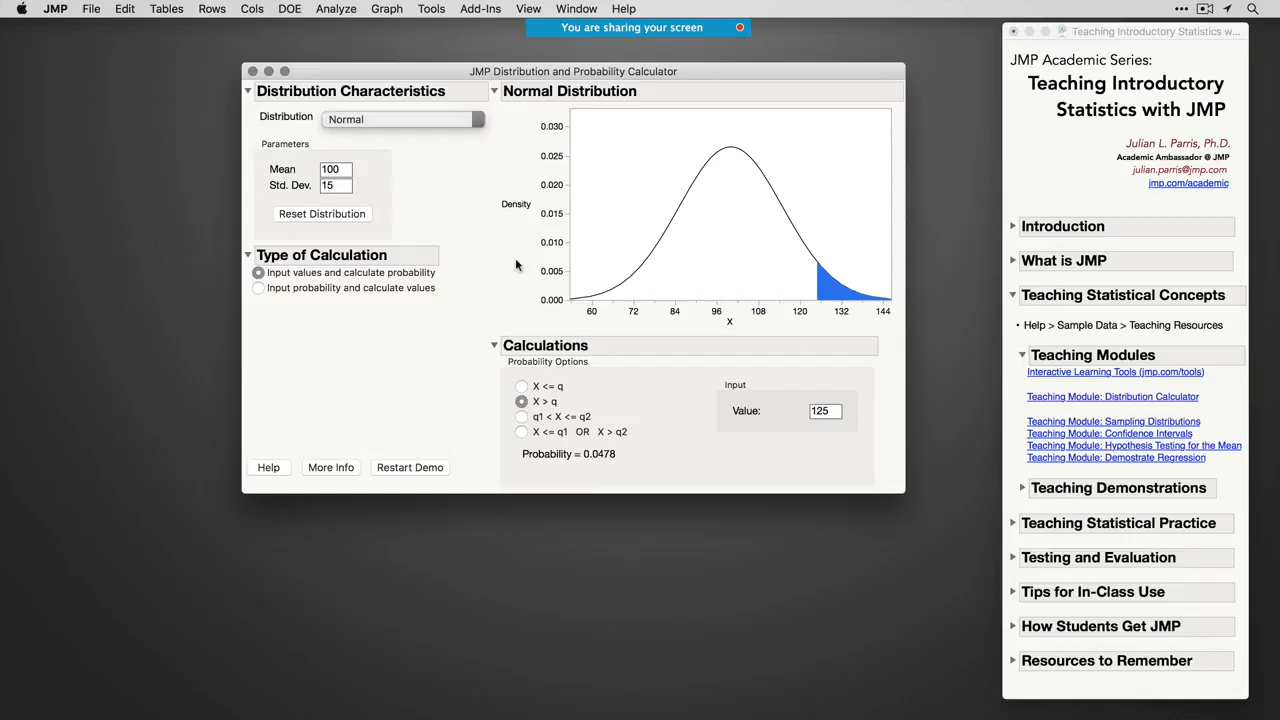 JMP File Edit Tables Rows Cols DOE Analyze Graph Tools Add-Ins View Window Help
You are sharing your screen
JMP Distribution and Probability Calculator
Distribution Characteristics
Distribution Normal
Parameters
Mean 100
Std. Dev. 15
Reset Distribution
Type of Calculation
Input values and calculate probability
Input probability and calculate values
Help More Info Restart Demo
Normal Distribution
0.030
0.025
0.020
Density
0.015
0.010
0.005
0.000
60 72 84 96 108 120 132 144
X
Calculations
Probability Options
X <= q
X > q
q1 < X <= q2
X <= q1 OR X > q2
Probability = 0.0478
Input
Value: 125
Teaching Introductory Statistics w...
JMP Academic Series:
Teaching Introductory
Statistics with JMP
Julian L. Parris, Ph.D.
Academic Ambassador @ JMP
julian.parris@jmp.com
jmp.com/academic
Introduction
What is JMP
Teaching Statistical Concepts
• Help > Sample Data > Teaching Resources
Teaching Modules
Interactive Learning Tools (jmp.com/tools)
Teaching Module: Distribution Calculator
Teaching Module: Sampling Distributions
Teaching Module: Confidence Intervals
Teaching Module: Hypothesis Testing for the Mean
Teaching Module: Demostrate Regression
Teaching Demonstrations
Teaching Statistical Practice
Testing and Evaluation
Tips for In-Class Use
How Students Get JMP
Resources to Remember